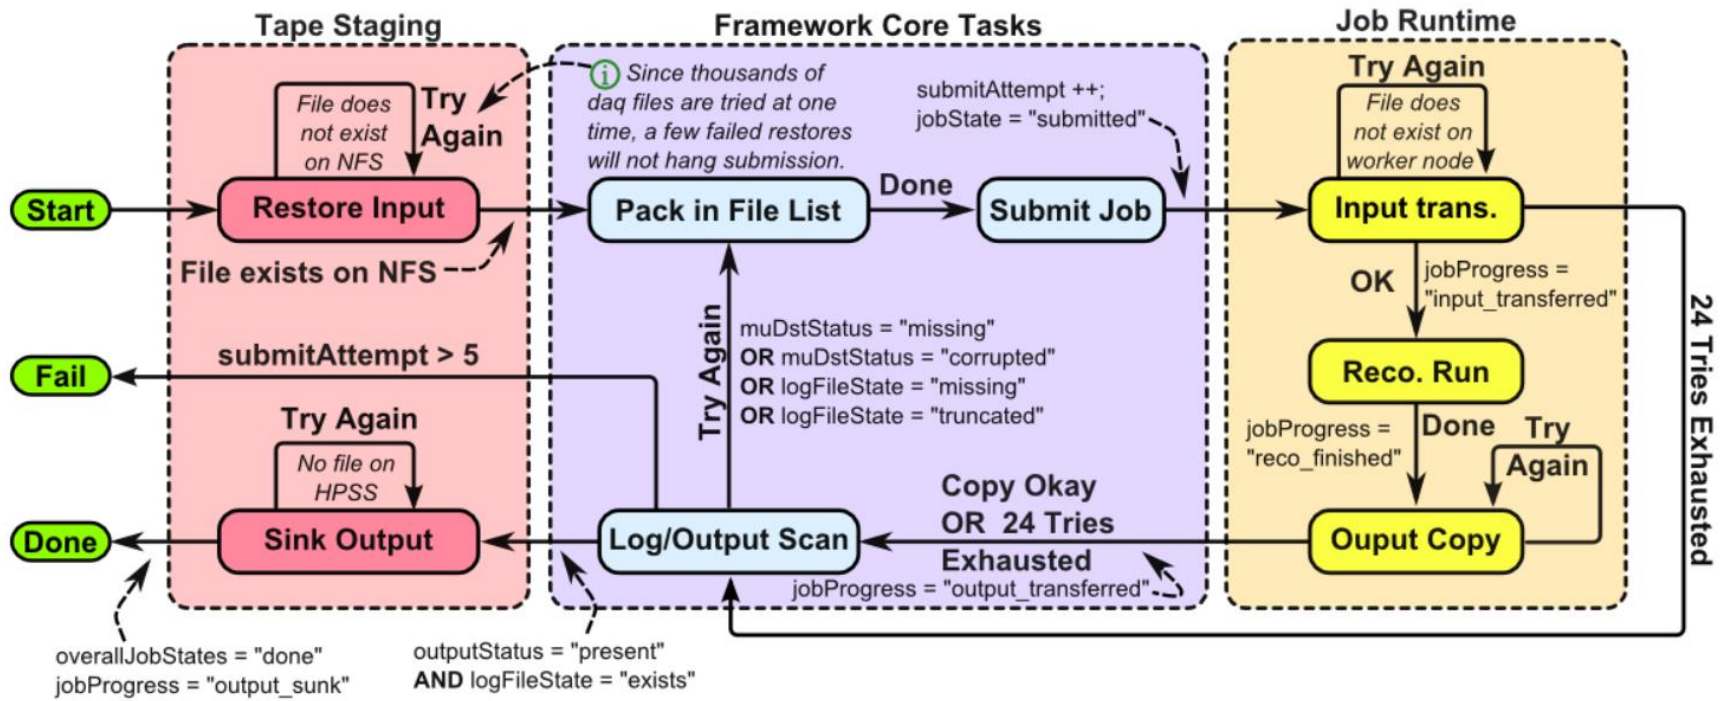 Tape Staging
Framework Core Tasks
Job Runtime
File does
not exist
on NFS
Try
Again
i
Since thousands of
daq files are tried at one
time, a few failed restores
will not hang submission.
submitAttempt ++;
jobState = "submitted"
Try Again
File does
not exist on
worker node
Start
Restore Input
Pack in File List
Done
Submit Job
Input trans.
File exists on NFS
OK
jobProgress =
"input_transferred"
24 Tries Exhausted
submitAttempt > 5
Try Again
muDstStatus = "missing"
OR muDstStatus = "corrupted"
OR logFileState = "missing"
OR logFileState = "truncated"
Fail
Reco. Run
Try Again
No file on
HPSS
jobProgress =
"reco_finished"
Done
Try
Again
Copy Okay
OR 24 Tries
Exhausted
jobProgress = "output_transferred"
Done
Sink Output
Log/Output Scan
Ouput Copy
overallJobStates = "done"
jobProgress = "output_sunk"
outputStatus = "present"
AND logFileState = "exists"